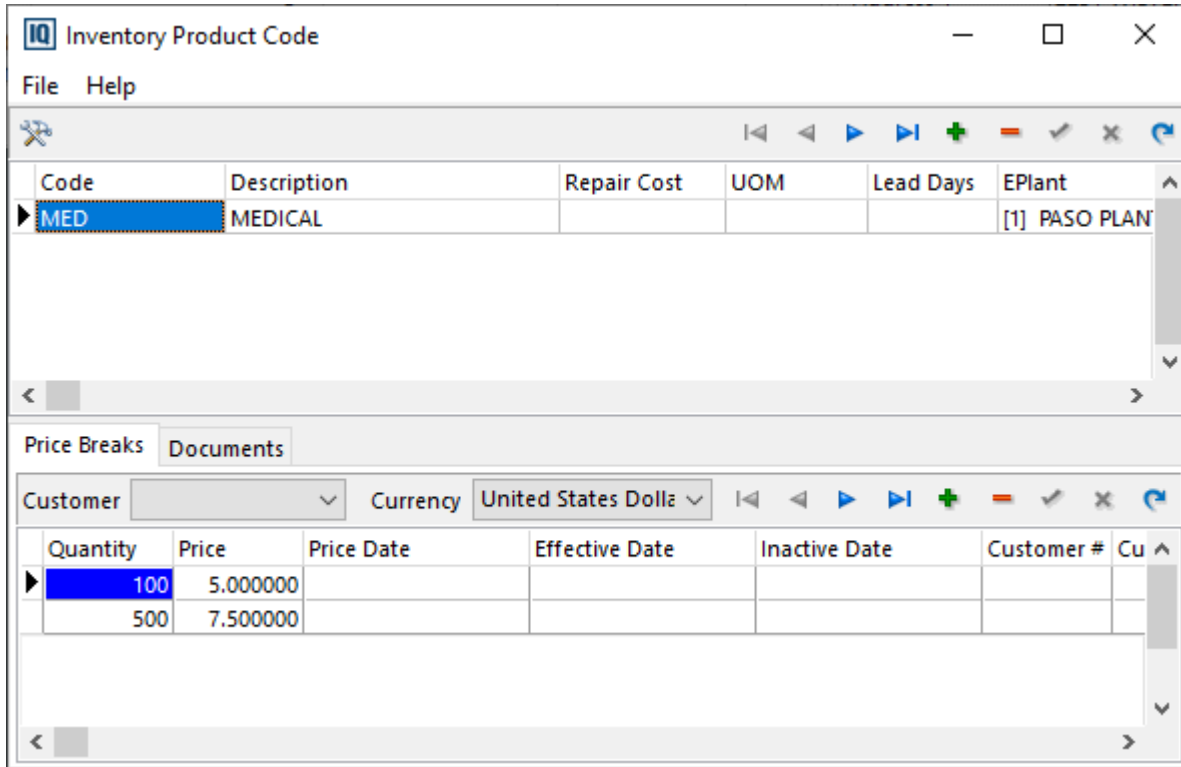 IQ Inventory Product Code
File Help
Code Description Repair Cost UOM Lead Days EPlant
MED MEDICAL [1] PASO PLANT
Price Breaks Documents
Customer Currency United States Dolla
Quantity Price Price Date Effective Date Inactive Date Customer # Cu
100 5.000000
500 7.500000